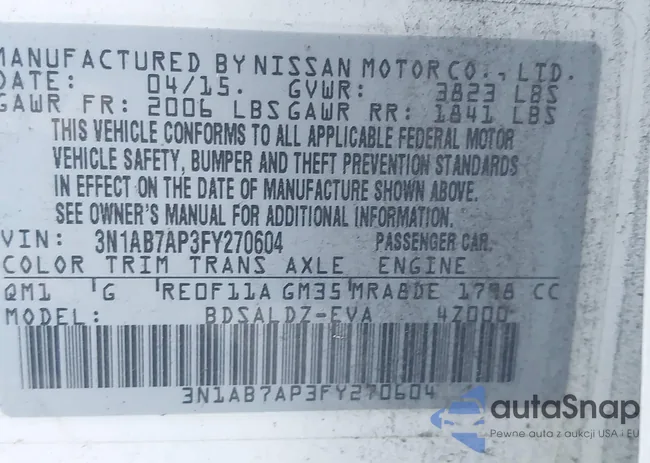 MANUFACTURED BY NISSAN MOTOR CO., LTD.
DATE: 04/15. GVWR: 3823 LBS
GAWR FR: 2006 LBS GAWR RR: 1841 LBS
THIS VEHICLE CONFORMS TO ALL APPLICABLE FEDERAL MOTOR
VEHICLE SAFETY, BUMPER AND THEFT PREVENTION STANDARDS
IN EFFECT ON THE DATE OF MANUFACTURE SHOWN ABOVE.
SEE OWNER'S MANUAL FOR ADDITIONAL INFORMATION.
VIN: 3N1AB7AP3FY270604 PASSENGER CAR.
COLOR TRIM TRANS AXLE ENGINE
QM1 G RE0F11A GM35 MRA8DE 1798 CC
MODEL: BDSALDZ-EVA 4Z000
3N1AB7AP3FY270604
autaSnap
Pewne auta z aukcji USA i EU